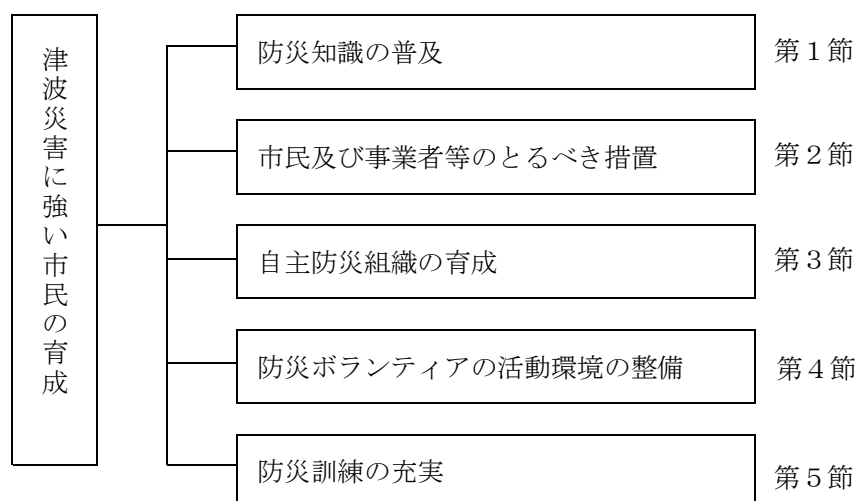 津波災害に強い市民の育成
防災知識の普及 第１節
市民及び事業者等のとるべき措置 第２節
自主防災組織の育成 第３節
防災ボランティアの活動環境の整備 第４節
防災訓練の充実 第５節